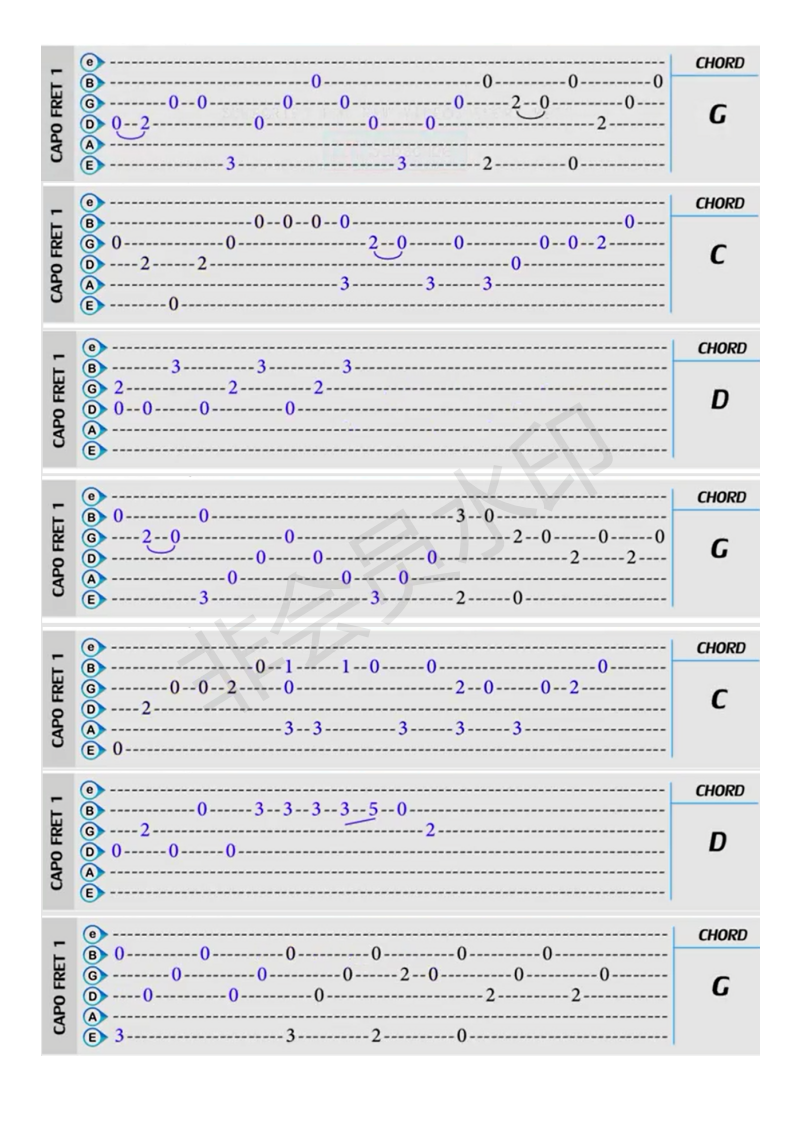 CAPO FRET 1
e ---------------------------------------------------------- CHORD
B ---------------------0-----------------0--------0--------0
G ------0--0--------0-----0-----------0-----2--0--------0--- G
D 0--2-----------0-----------0-----0-----------------2------
A ----------------------------------------------------------
E ------------3-----------------3--------2--------0---------
CAPO FRET 1
e ---------------------------------------------------------- CHORD
B ---------------0--0--0--0-----------------------------0---
G 0-----------0--------------2--0-----0--------0--0--2------ C
D ---2-----2--------------------------------0---------------
A ------------------------3--------3-----3------------------
E ------0---------------------------------------------------
CAPO FRET 1
e ---------------------------------------------------------- CHORD
B ------3--------3--------3---------------------------------
G 2-----------2--------2------------------------------------ D
D 0--0-----0--------0---------------------------------------
A ----------------------------------------------------------
E ----------------------------------------------------------
CAPO FRET 1
e ---------------------------------------------------------- CHORD
B 0--------0--------------------------3--0------------------
G ---2--0-----------0-----------------------2--0-----0-----0 G
D ---------------0-----0-----------0--------------2-----2---
A ------------0-----------0-----0---------------------------
E ---------3-----------------3--------2-----0---------------
CAPO FRET 1
e ---------------------------------------------------------- CHORD
B ---------------0--1-----1--0-----0-----------------0------
G ------0--0--2-----0-----------------2--0-----0--2--------- C
D ---2------------------------------------------------------
A ------------------3--3--------3-----3-----3---------------
E 0---------------------------------------------------------
CAPO FRET 1
e ---------------------------------------------------------- CHORD
B ---------0-----3--3--3--3--5--0---------------------------
G ---2-----------------------------2------------------------ D
D 0-----0-----0---------------------------------------------
A ----------------------------------------------------------
E ----------------------------------------------------------
CAPO FRET 1
e ---------------------------------------------------------- CHORD
B 0--------0--------0--------0--------0--------0------------
G ------0--------0--------0-----2--0--------0--------0------ G
D ---0--------0--------0-----------------2--------2---------
A ----------------------------------------------------------
E 3-----------------3--------2--------0---------------------
非会员水印